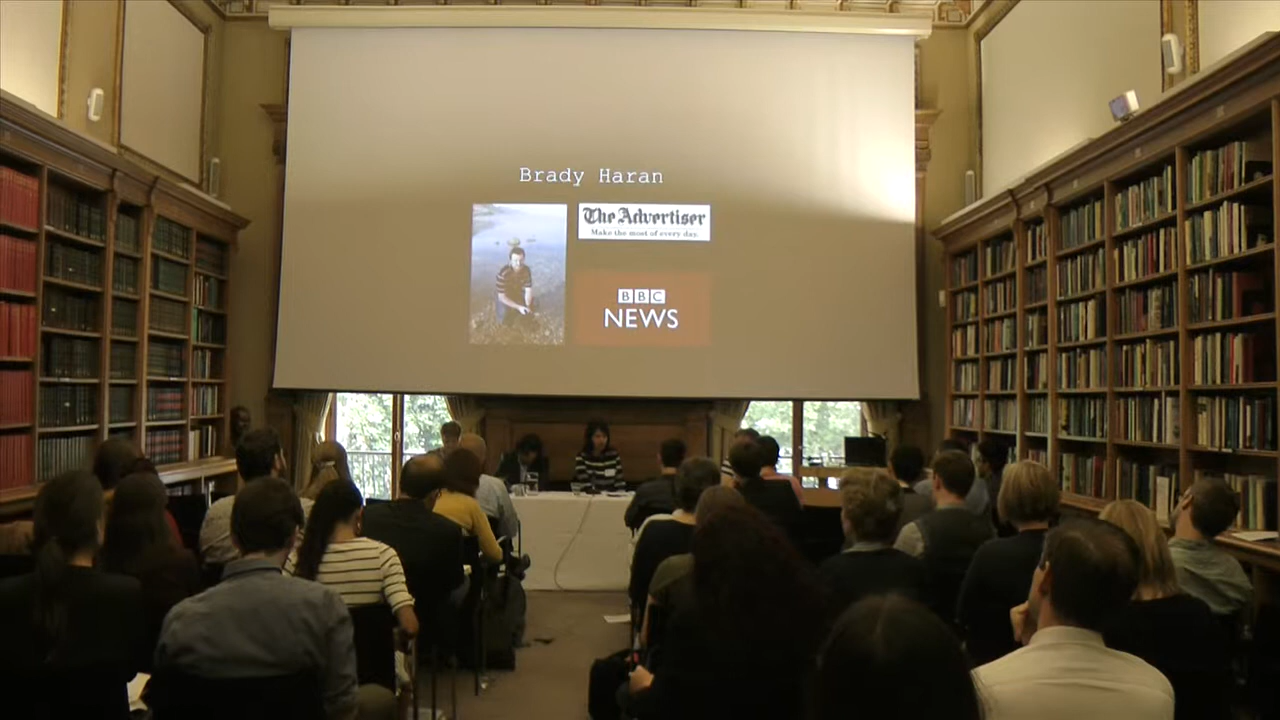 Brady Haran
The Advertiser
Make the most of every day.
BBC
NEWS